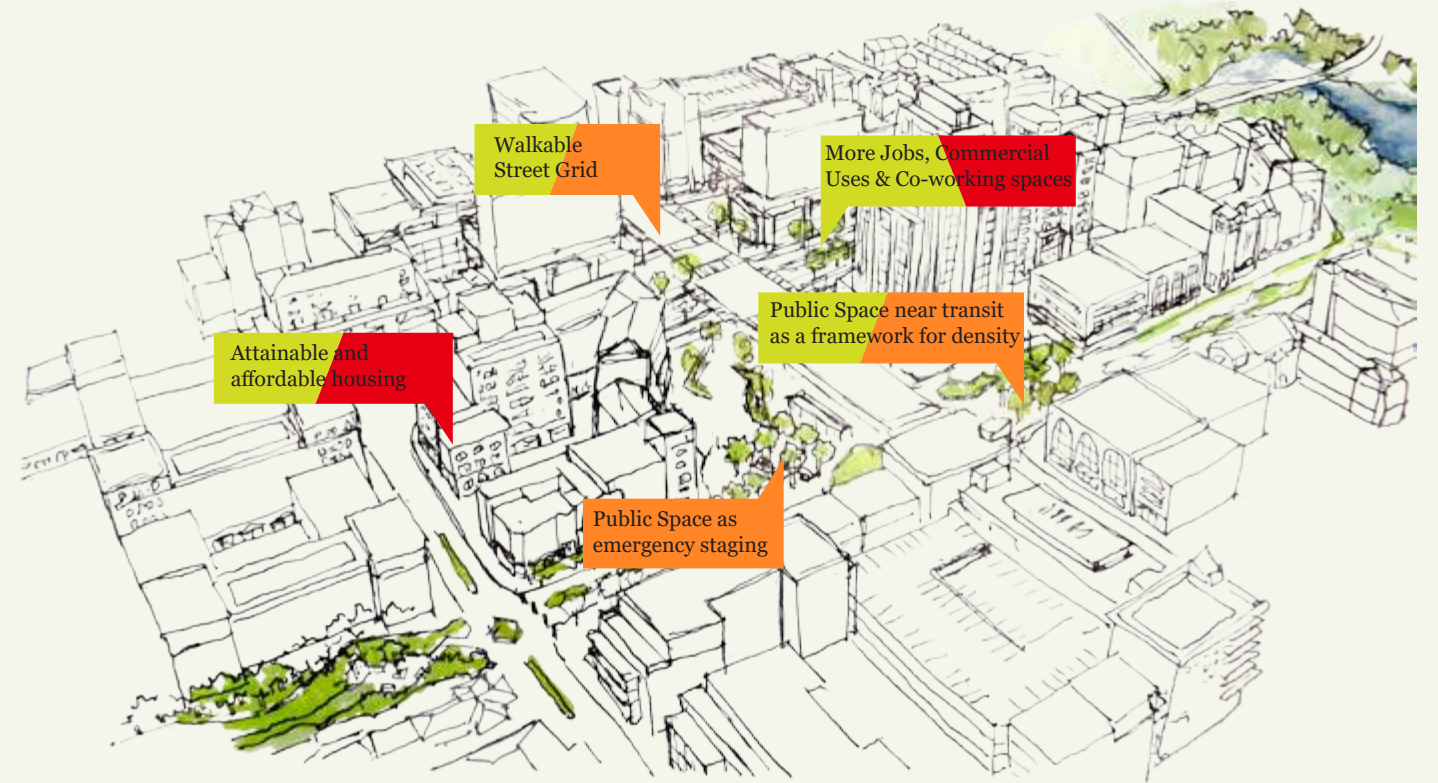 Walkable
Street Grid
More Jobs, Commercial
Uses & Co-working spaces
Public Space near transit
as a framework for density
Attainable and
affordable housing
Public Space as
emergency staging